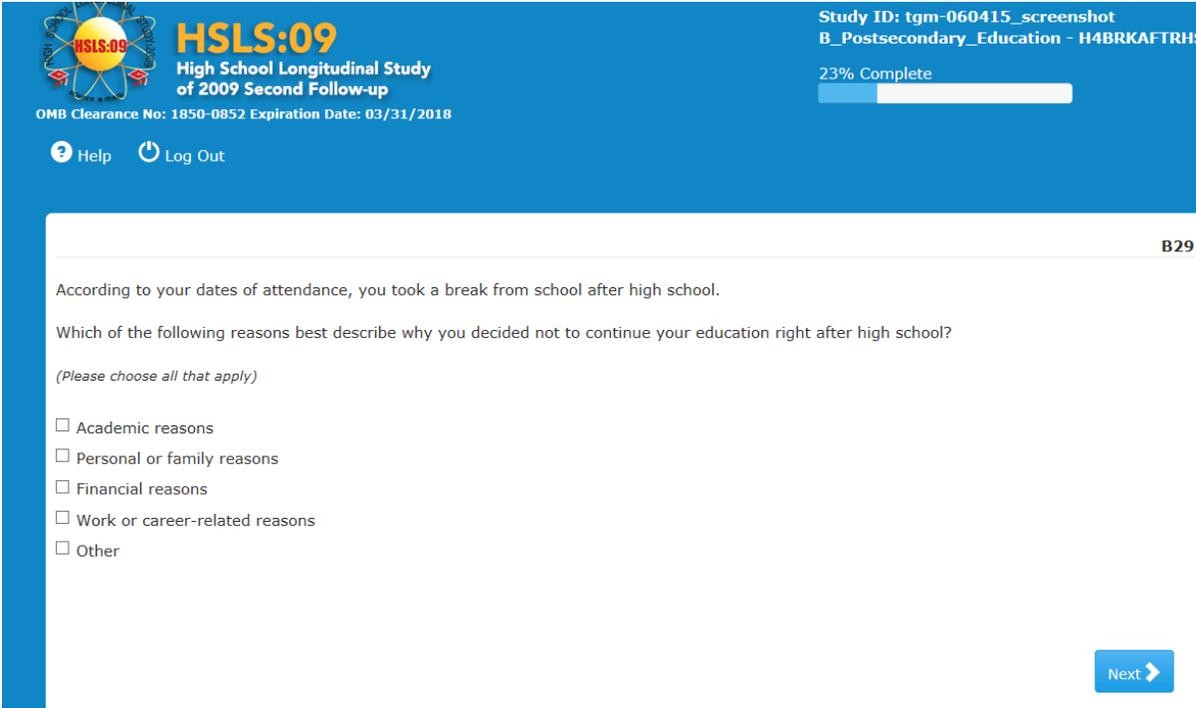 HSLS:09
HSLS:09
High School Longitudinal Study
of 2009 Second Follow-up
OMB Clearance No: 1850-0852 Expiration Date: 03/31/2018
Study ID: tgm-060415_screenshot
B_Postsecondary_Education - H4BRKAFTRHS
23% Complete
? Help
Log Out
B29
According to your dates of attendance, you took a break from school after high school.
Which of the following reasons best describe why you decided not to continue your education right after high school?
(Please choose all that apply)
Academic reasons
Personal or family reasons
Financial reasons
Work or career-related reasons
Other
Next